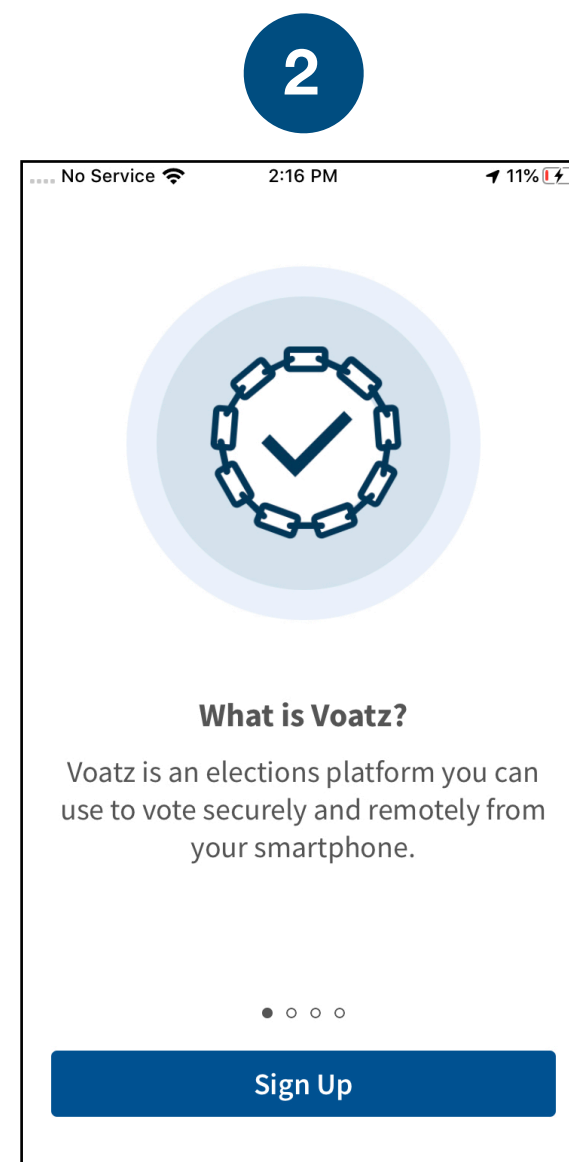 2
No Service 2:16 PM 11%
What is Voatz?
Voatz is an elections platform you can
use to vote securely and remotely from
your smartphone.
Sign Up